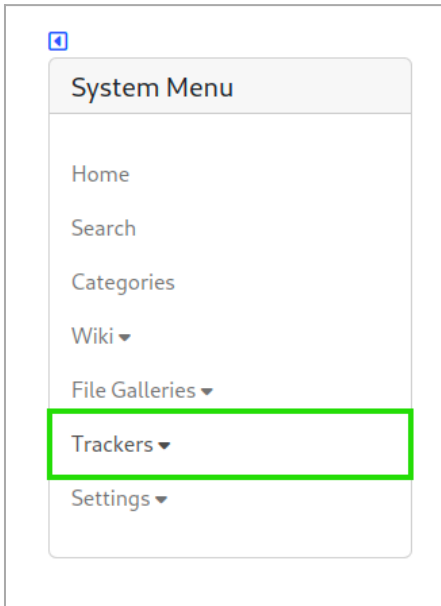 System Menu
Home
Search
Categories
Wiki
File Galleries
Trackers
Settings